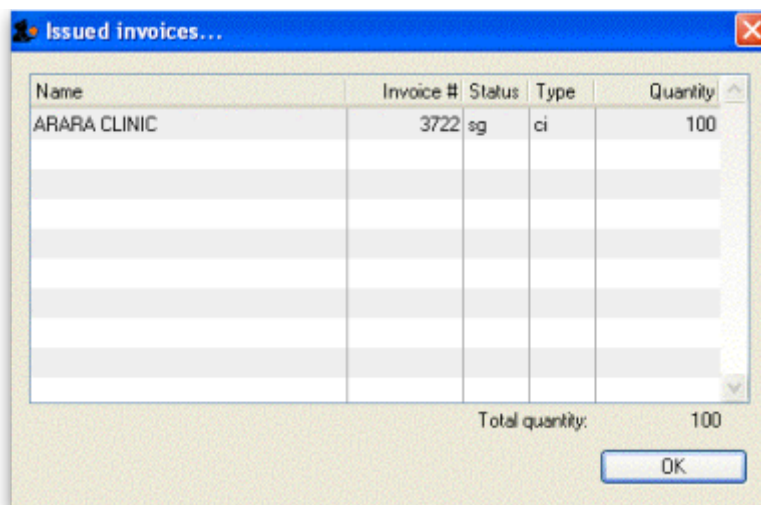 Issued invoices...
Name Invoice # Status Type Quantity
ARARA CLINIC 3722 sg ci 100
Total quantity: 100
OK